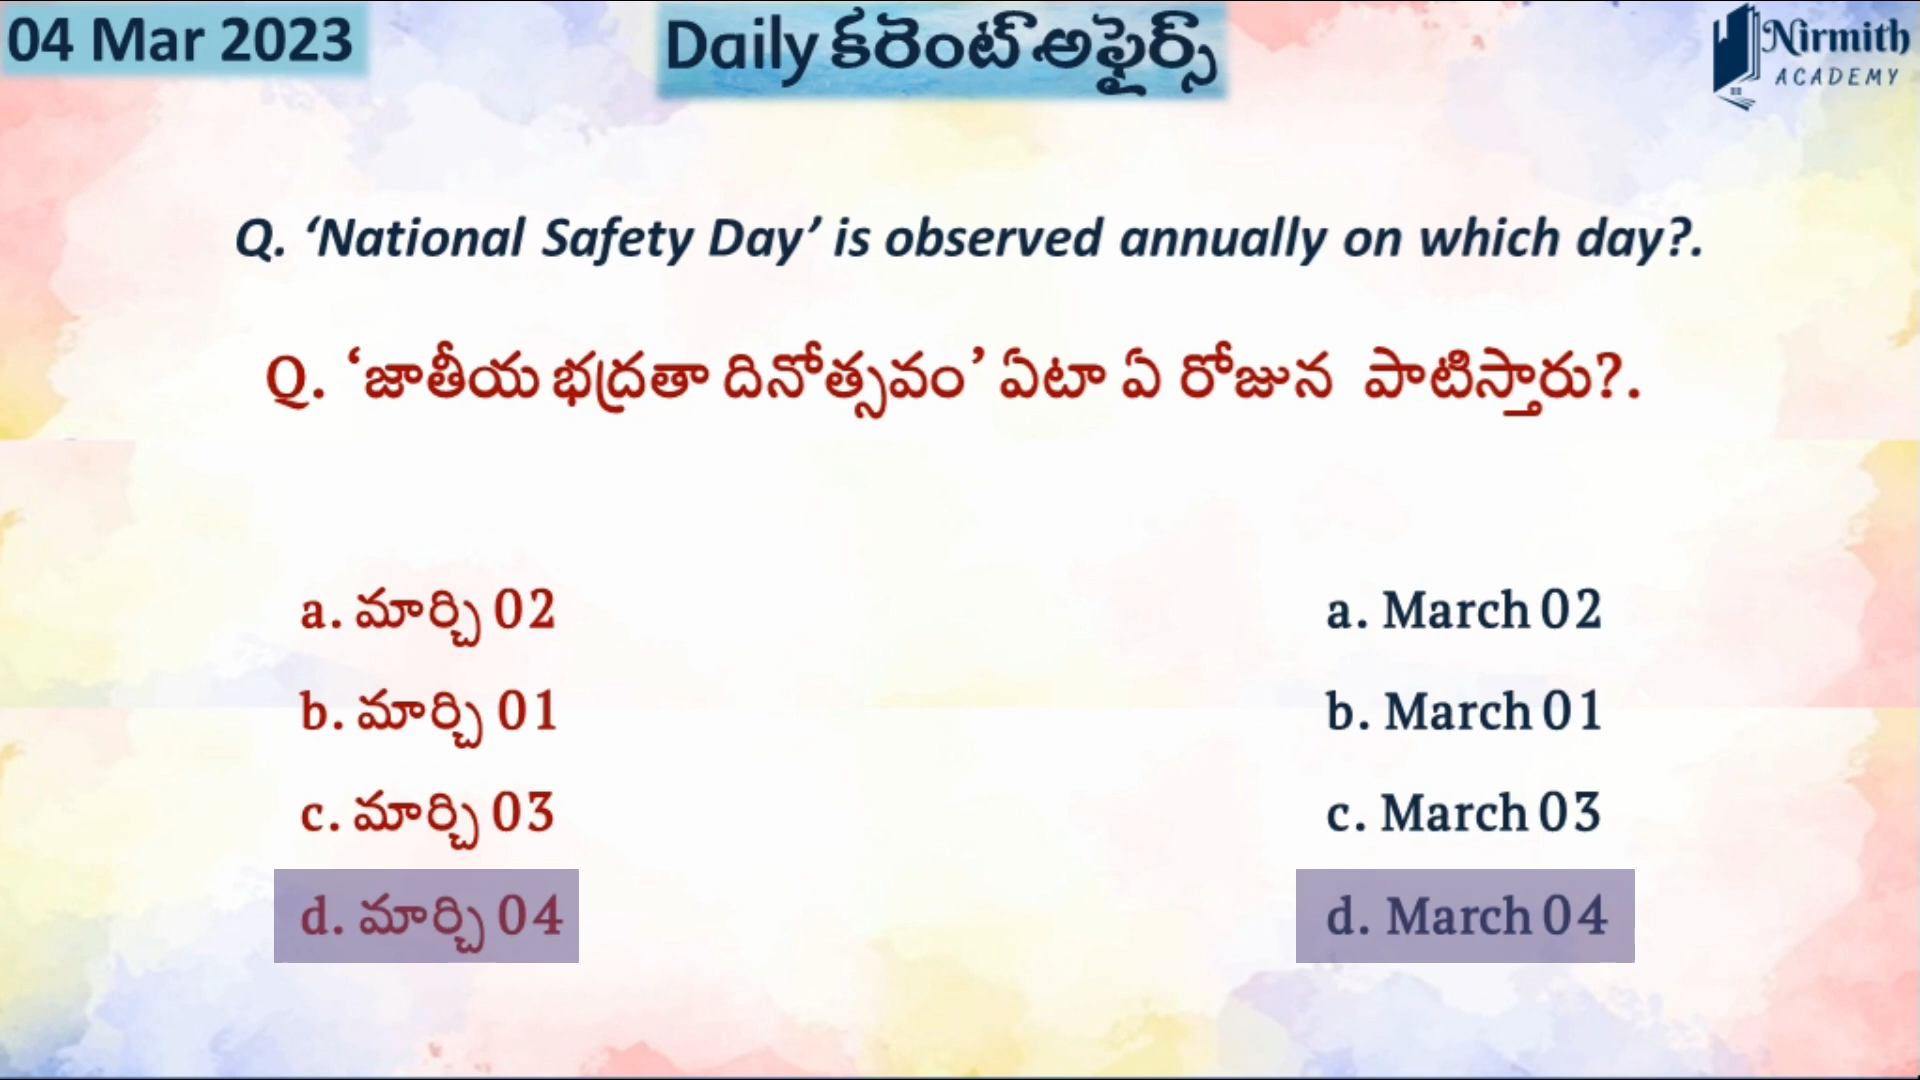 04 Mar 2023
Daily కరెంట్ అఫైర్స్
Nirmith
ACADEMY
Q. ‘National Safety Day’ is observed annually on which day?.
Q. ‘జాతీయ భద్రతా దినోత్సవం’ ఏటా ఏ రోజున పాటిస్తారు?.
a. మార్చి 02
b. మార్చి 01
c. మార్చి 03
d. మార్చి 04
a. March 02
b. March 01
c. March 03
d. March 04